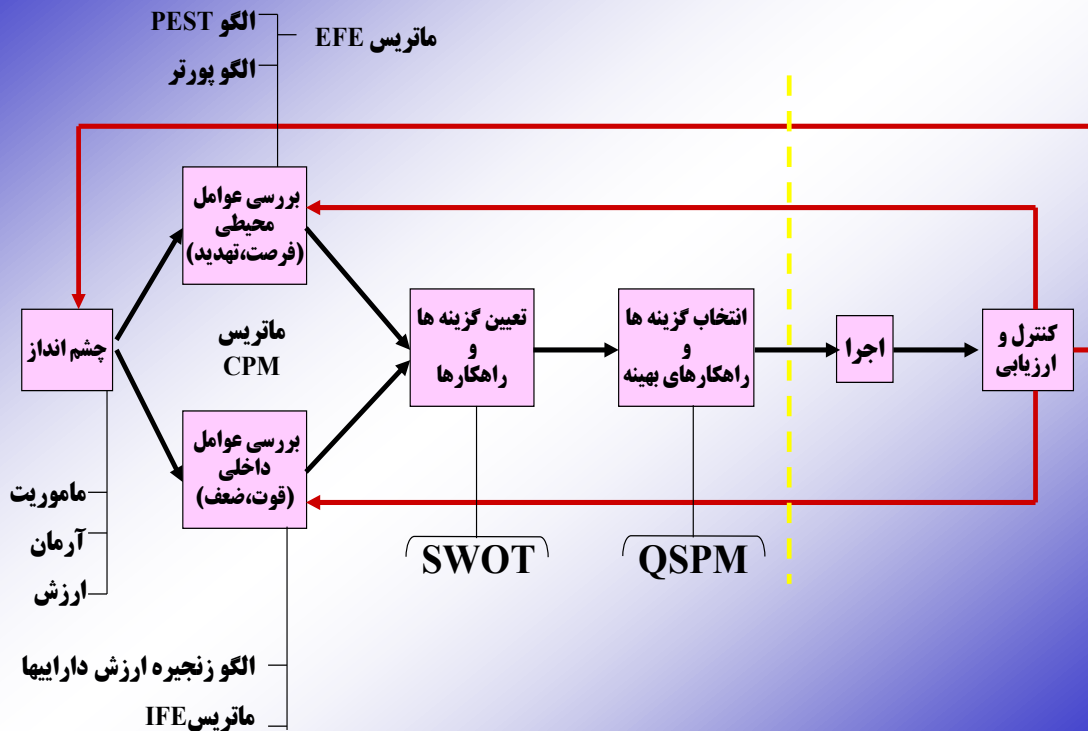 الگو PEST
ماتریس EFE
الگو پورتر
بررسی عوامل
محیطی
(فرصت،تهدید)
چشم انداز
ماتریس
CPM
تعیین گزینه ها
و
راهکارها
انتخاب گزینه ها
و
راهکارهای بهینه
اجرا
کنترل و
ارزیابی
بررسی عوامل
داخلی
(قوت،ضعف)
ماموریت
آرمان
ارزش
SWOT
QSPM
الگو زنجیره ارزش داراییها
ماتریسIFE